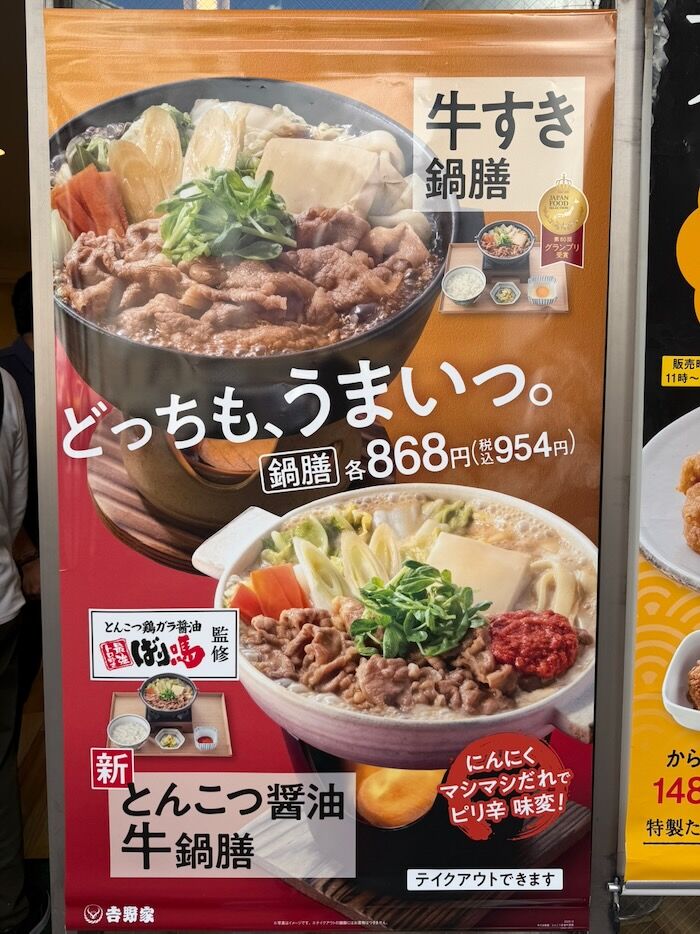 牛すき
鍋膳
JAPAN
FOOD
SELECTION
第80回
グランプリ
受賞
どっちも、うまいっ。
鍋膳 各868円(税込954円)
とんこつ鶏ガラ醤油
ばり馬
監修
新
とんこつ醤油
牛鍋膳
にんにく
マシマシだれで
ピリ辛 味変!
テイクアウトできます
吉野家
販売
11時～
から
148
特製た